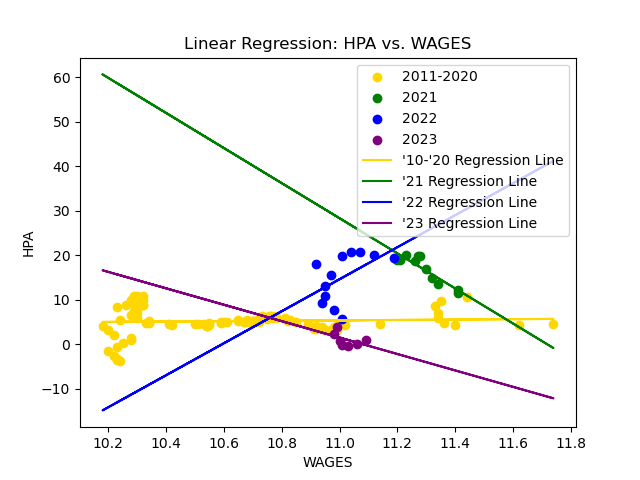 Linear Regression: HPA vs. WAGES
2011-2020
2021
2022
2023
'10-'20 Regression Line
'21 Regression Line
'22 Regression Line
'23 Regression Line
HPA
60
50
40
30
20
10
0
−10
10.2 10.4 10.6 10.8 11.0 11.2 11.4 11.6 11.8
WAGES